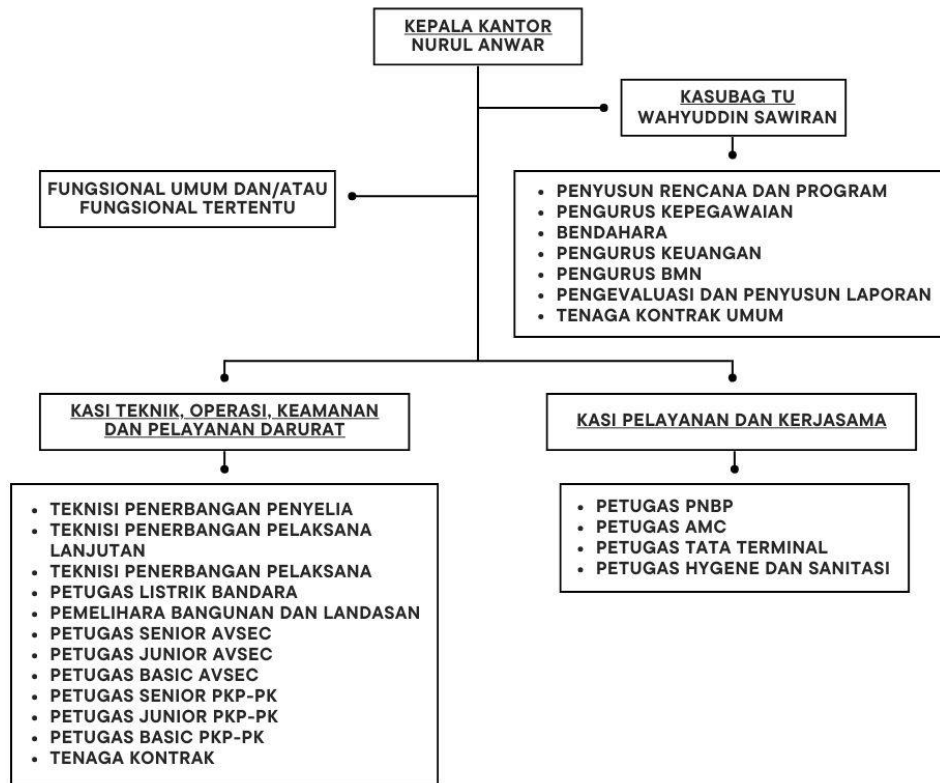 KEPALA KANTOR
NURUL ANWAR
KASUBAG TU
WAHYUDDIN SAWIRAN
FUNGSIONAL UMUM DAN/ATAU
FUNGSIONAL TERTENTU
• PENYUSUN RENCANA DAN PROGRAM
• PENGURUS KEPEGAWAIAN
• BENDAHARA
• PENGURUS KEUANGAN
• PENGURUS BMN
• PENGEVALUASI DAN PENYUSUN LAPORAN
• TENAGA KONTRAK UMUM
KASI TEKNIK, OPERASI, KEAMANAN
DAN PELAYANAN DARURAT
• TEKNISI PENERBANGAN PENYELIA
• TEKNISI PENERBANGAN PELAKSANA
LANJUTAN
• TEKNISI PENERBANGAN PELAKSANA
• PETUGAS LISTRIK BANDARA
• PEMELIHARA BANGUNAN DAN LANDASAN
• PETUGAS SENIOR AVSEC
• PETUGAS JUNIOR AVSEC
• PETUGAS BASIC AVSEC
• PETUGAS SENIOR PKP-PK
• PETUGAS JUNIOR PKP-PK
• PETUGAS BASIC PKP-PK
• TENAGA KONTRAK
KASI PELAYANAN DAN KERJASAMA
• PETUGAS PNBP
• PETUGAS AMC
• PETUGAS TATA TERMINAL
• PETUGAS HYGENE DAN SANITASI